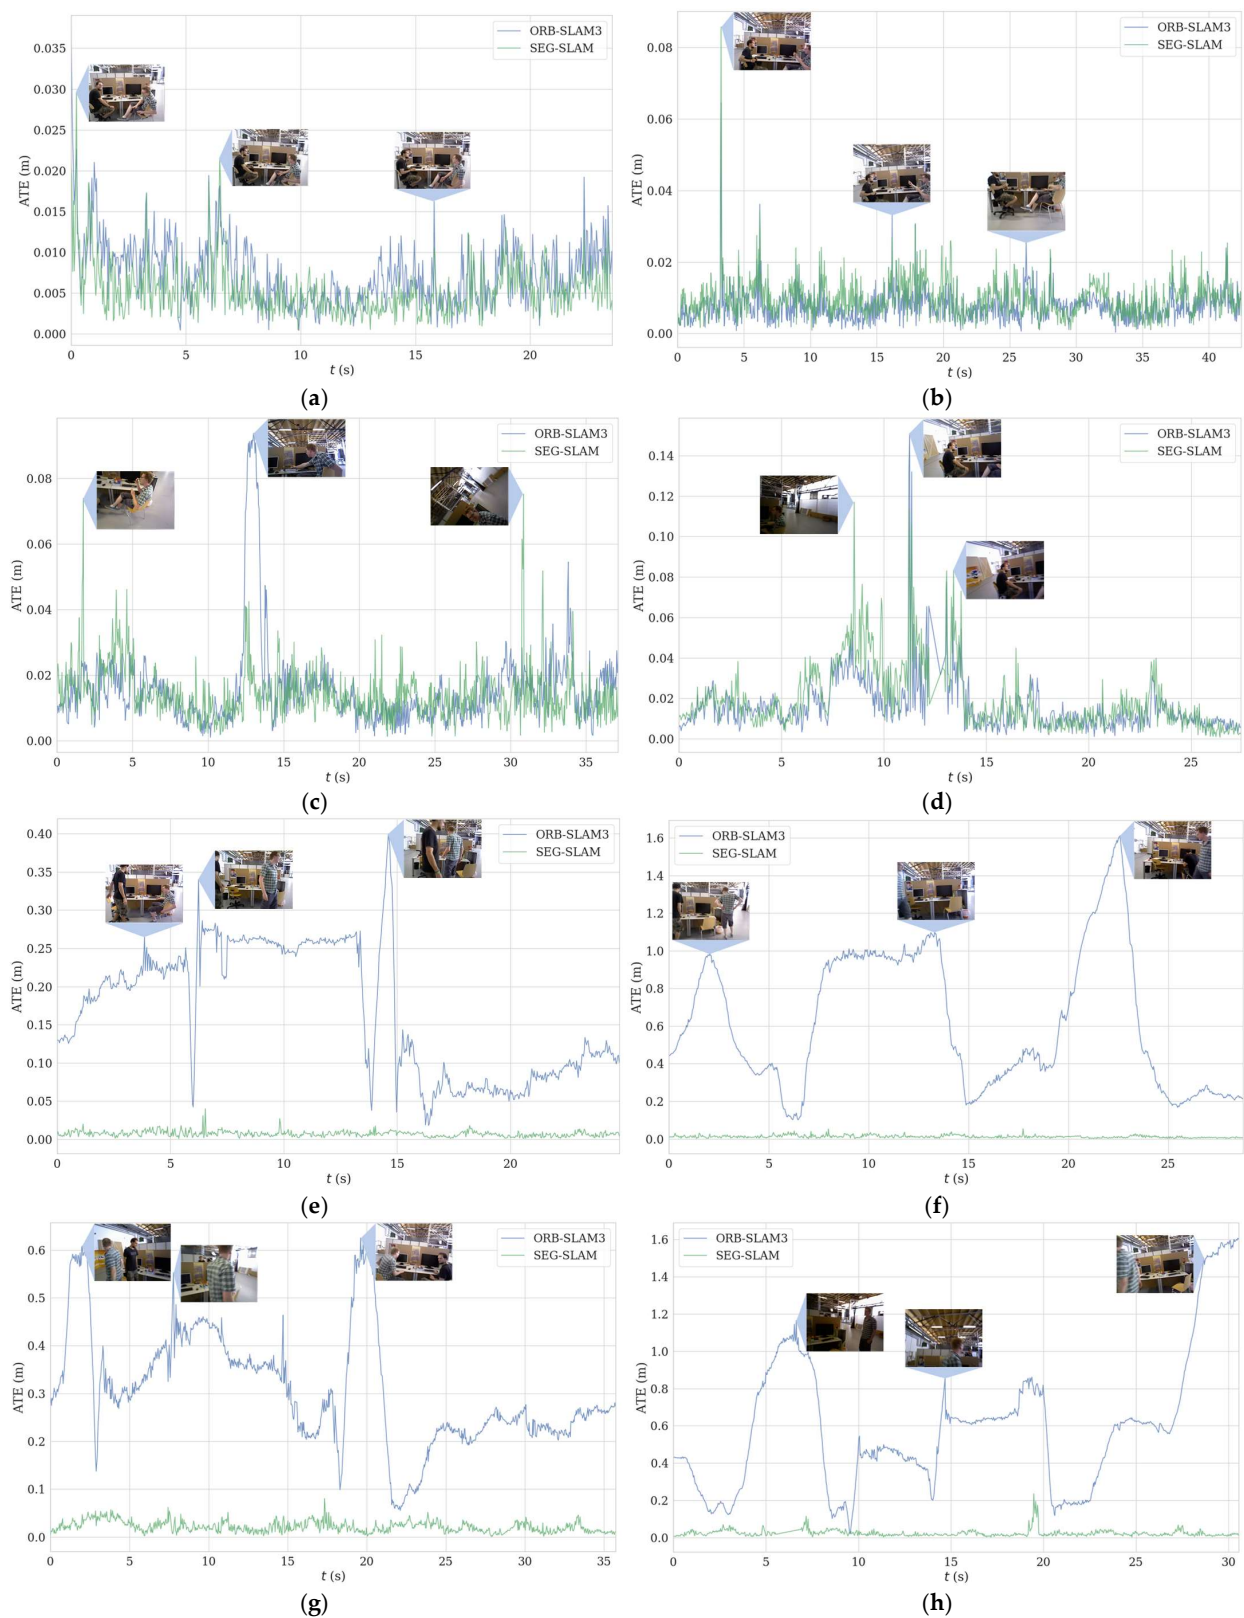 ORB-SLAM3
SEG-SLAM
ATE (m)
0.035
0.030
0.025
0.020
0.015
0.010
0.005
0.000
0 5 10 15 20
t (s)
(a)
ORB-SLAM3
SEG-SLAM
ATE (m)
0.08
0.06
0.04
0.02
0.00
0 5 10 15 20 25 30 35 40
t (s)
(b)
ORB-SLAM3
SEG-SLAM
ATE (m)
0.08
0.06
0.04
0.02
0.00
0 5 10 15 20 25 30 35
t (s)
(c)
ORB-SLAM3
SEG-SLAM
ATE (m)
0.14
0.12
0.10
0.08
0.06
0.04
0.02
0.00
0 5 10 15 20 25
t (s)
(d)
ORB-SLAM3
SEG-SLAM
ATE (m)
0.40
0.35
0.30
0.25
0.20
0.15
0.10
0.05
0.00
0 5 10 15 20
t (s)
(e)
ORB-SLAM3
SEG-SLAM
ATE (m)
1.6
1.4
1.2
1.0
0.8
0.6
0.4
0.2
0.0
0 5 10 15 20 25
t (s)
(f)
ORB-SLAM3
SEG-SLAM
ATE (m)
0.6
0.5
0.4
0.3
0.2
0.1
0.0
0 5 10 15 20 25 30 35
t (s)
(g)
ORB-SLAM3
SEG-SLAM
ATE (m)
1.6
1.4
1.2
1.0
0.8
0.6
0.4
0.2
0.0
0 5 10 15 20 25 30
t (s)
(h)